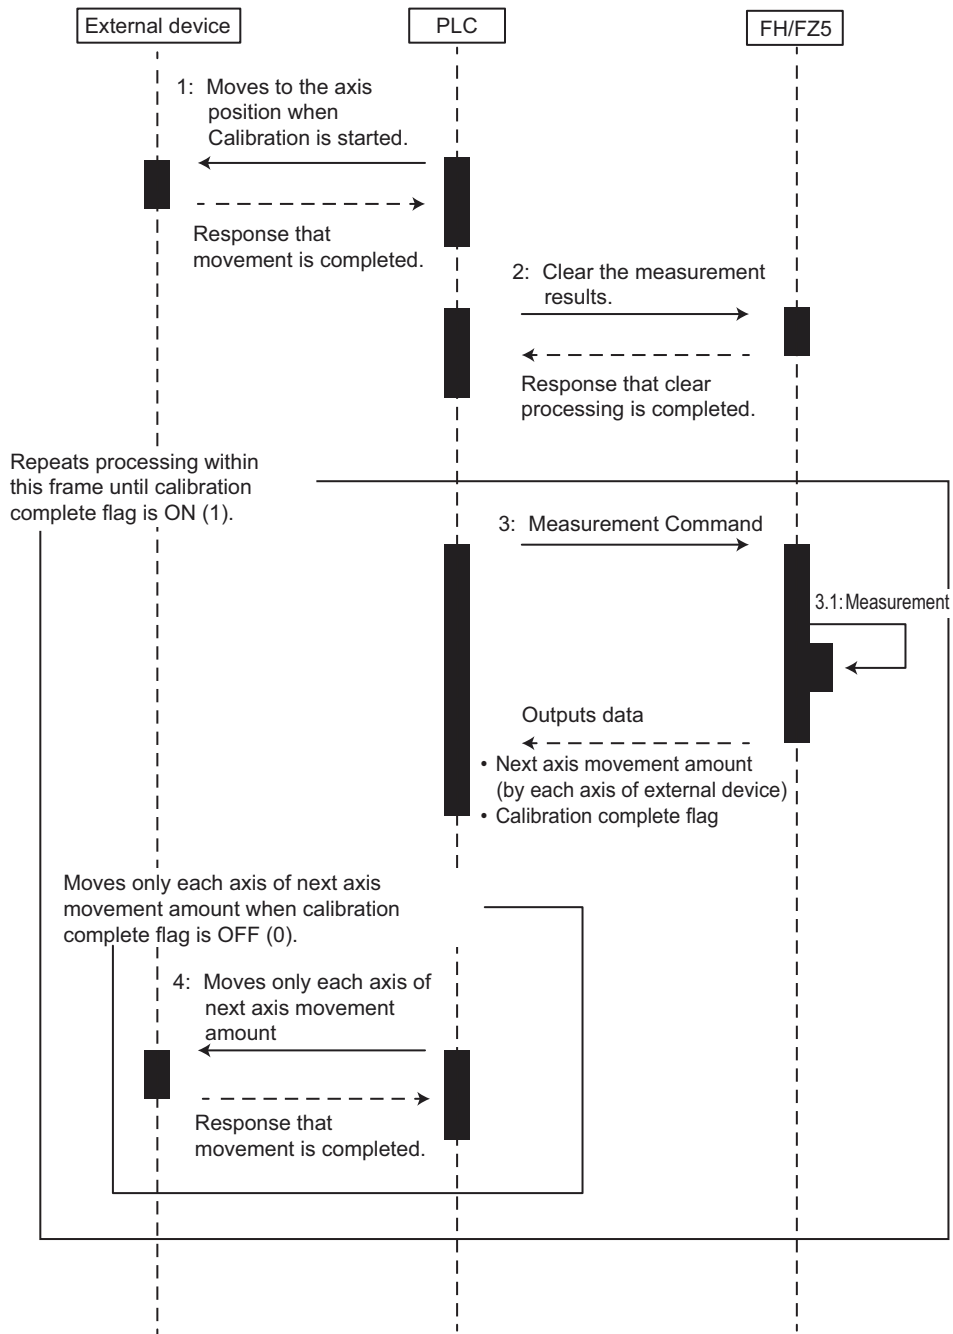 External device
PLC
FH/FZ5
1: Moves to the axis
position when
Calibration is started.
Response that
movement is completed.
2: Clear the measurement
results.
Response that clear
processing is completed.
Repeats processing within
this frame until calibration
complete flag is ON (1).
3: Measurement Command
3.1: Measurement
Outputs data
• Next axis movement amount
(by each axis of external device)
• Calibration complete flag
Moves only each axis of next axis
movement amount when calibration
complete flag is OFF (0).
4: Moves only each axis of
next axis movement
amount
Response that
movement is completed.